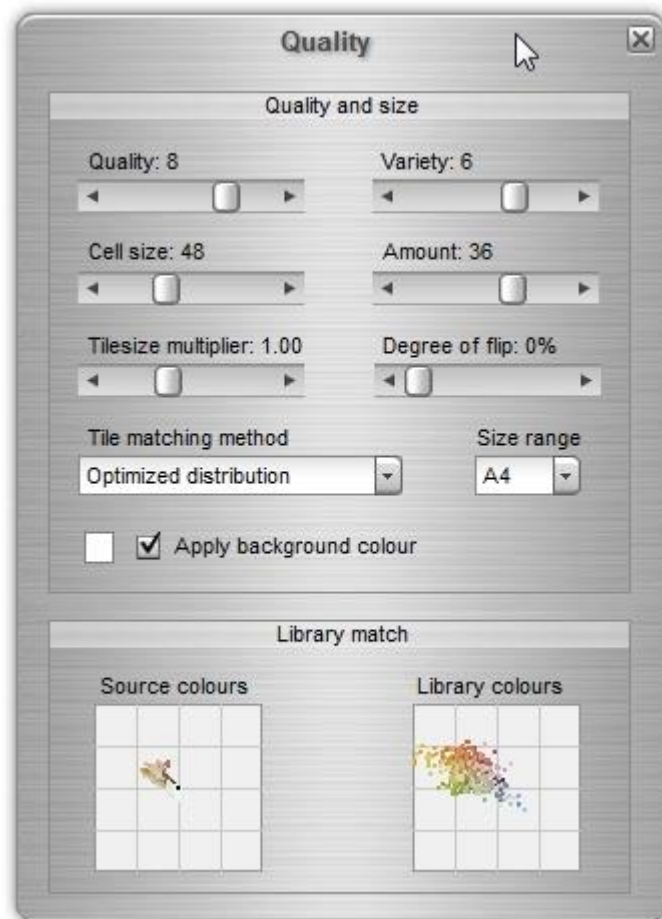 Quality
Quality and size
Quality: 8 Variety: 6
Cell size: 48 Amount: 36
Tilesize multiplier: 1.00 Degree of flip: 0%
Tile matching method Size range
Optimized distribution A4
Apply background colour
Library match
Source colours Library colours